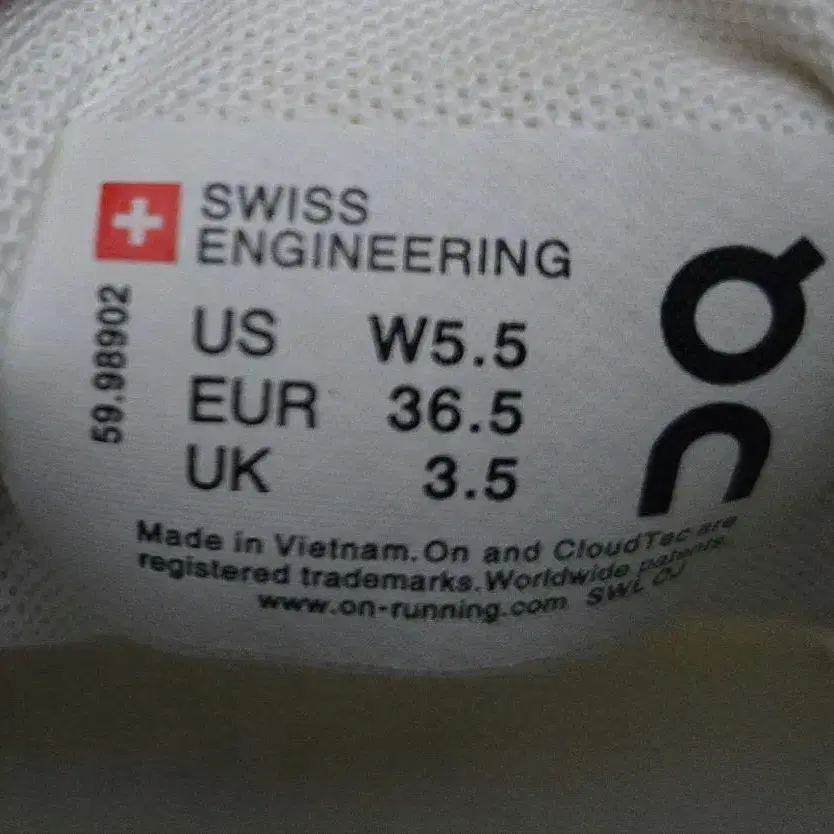 SWISS
ENGINEERING
59.98902
US W5.5
EUR 36.5
UK 3.5
On
Made in Vietnam. On and CloudTec are
registered trademarks. Worldwide patents.
www.on-running.com SWL OJ